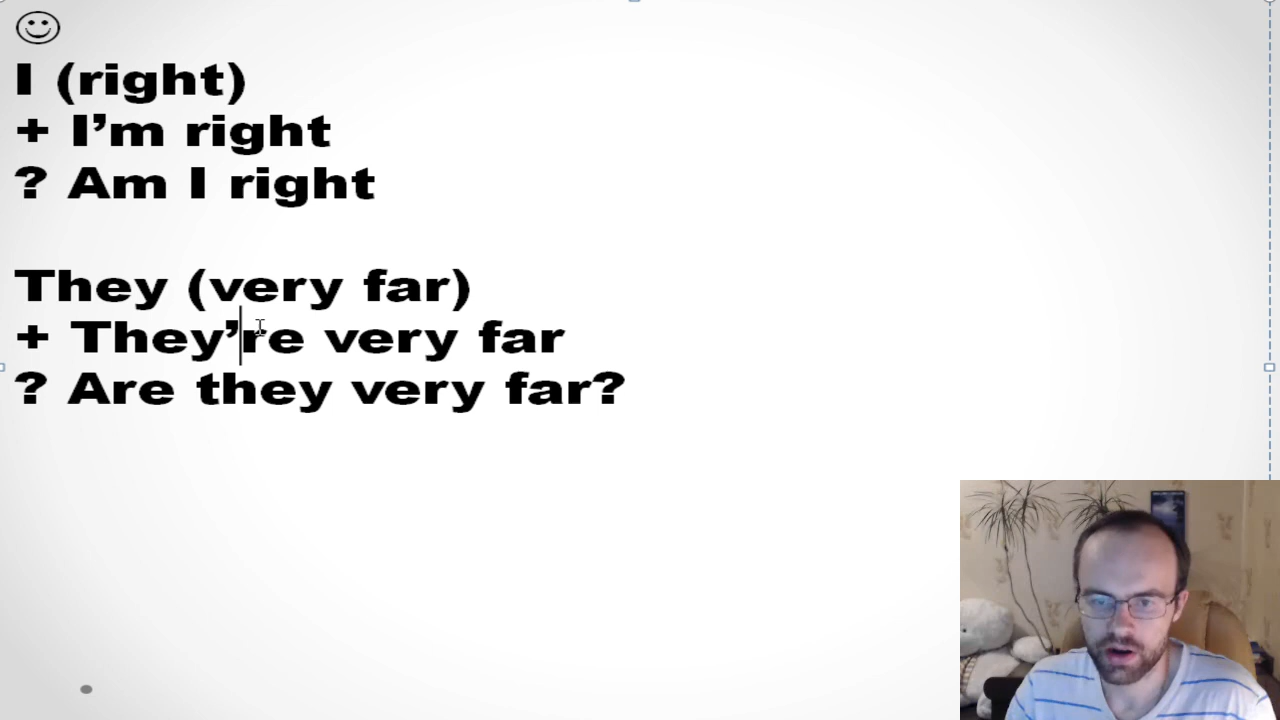 I (right)
+ I’m right
? Am I right
They (very far)
+ They’re very far
? Are they very far?